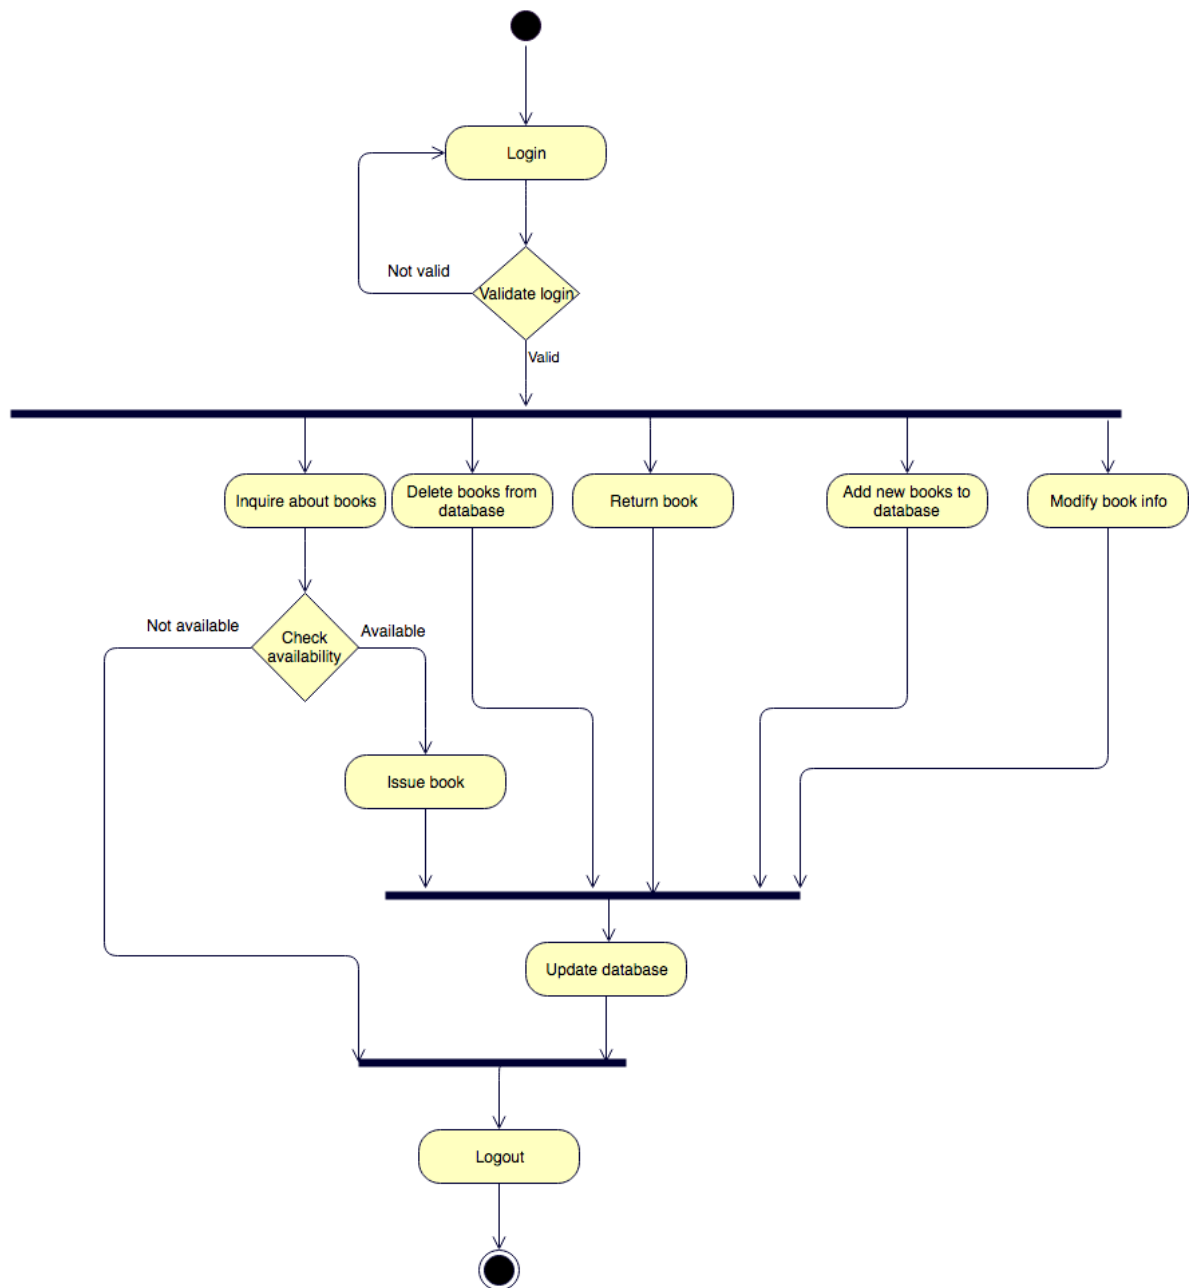 Login
Not valid
Validate login
Valid
Inquire about books
Delete books from
database
Return book
Add new books to
database
Modify book info
Not available
Check
availability
Available
Issue book
Update database
Logout